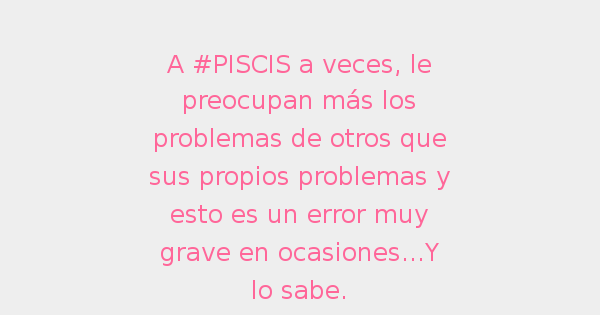 A #PISCIS a veces, le
preocupan más los
problemas de otros que
sus propios problemas y
esto es un error muy
grave en ocasiones...Y
lo sabe.